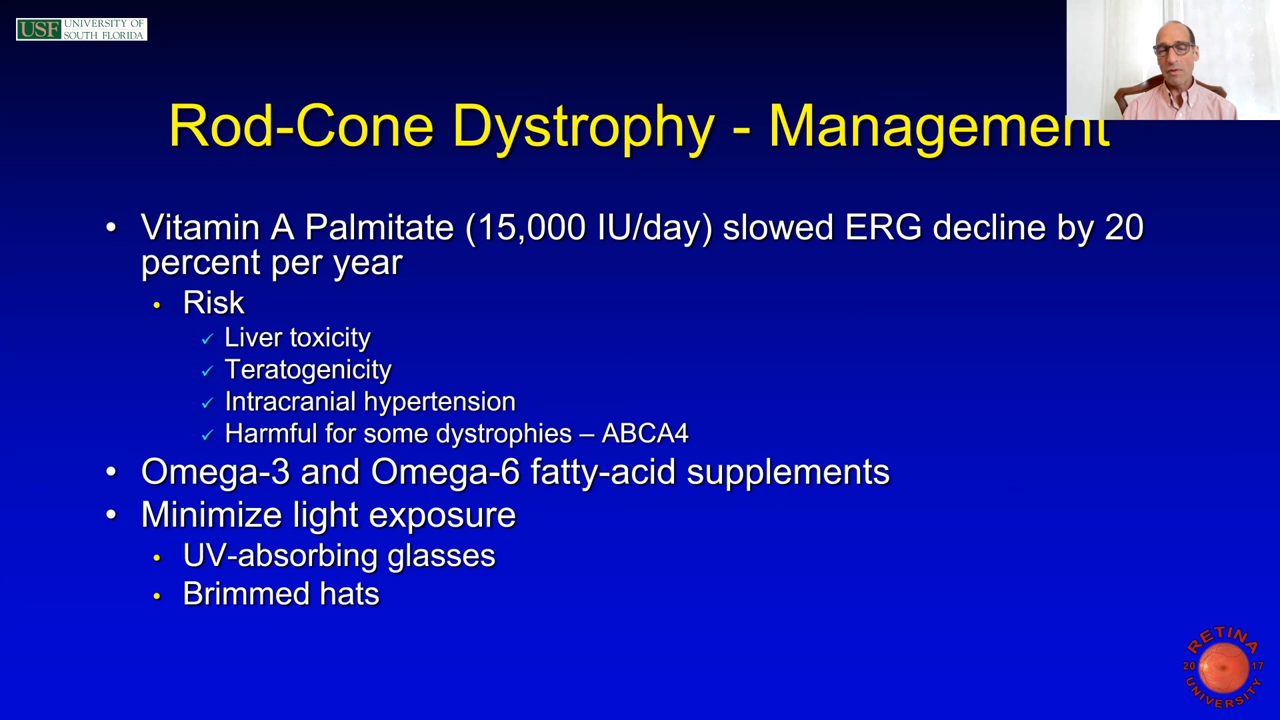 USF UNIVERSITY OF
SOUTH FLORIDA
Rod-Cone Dystrophy - Management
• Vitamin A Palmitate (15,000 IU/day) slowed ERG decline by 20
percent per year
• Risk
✓ Liver toxicity
✓ Teratogenicity
✓ Intracranial hypertension
✓ Harmful for some dystrophies – ABCA4
• Omega-3 and Omega-6 fatty-acid supplements
• Minimize light exposure
• UV-absorbing glasses
• Brimmed hats
RETINA
20 17
UNIVERSITY